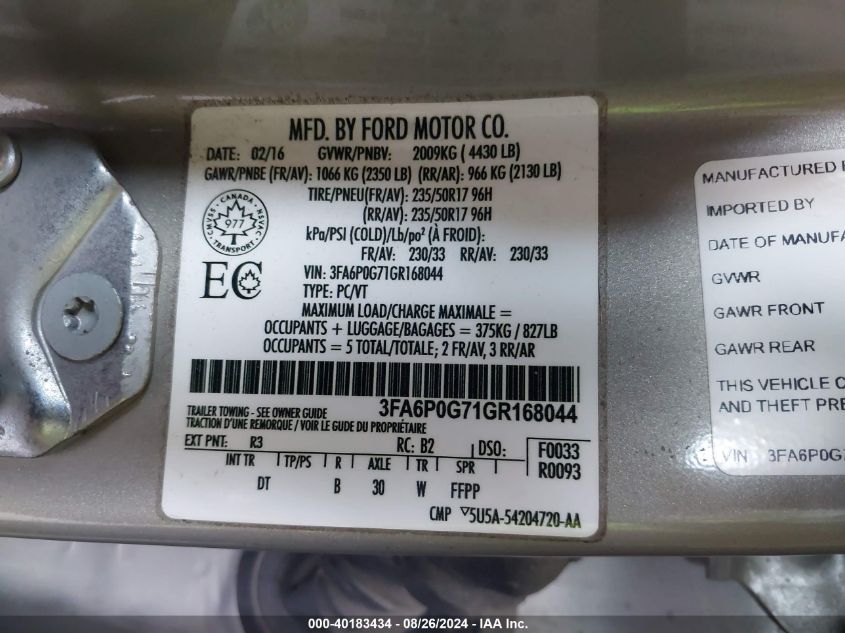 MFD. BY FORD MOTOR CO.
DATE: 02/16 GVWR/PNBV: 2009KG ( 4430 LB)
GAWR/PNBE (FR/AV): 1066 KG (2350 LB) (RR/AR): 966 KG (2130 LB)
TIRE/PNEU(FR/AV): 235/50R17 96H
(RR/AV): 235/50R17 96H
kPa/PSI (COLD)/Lb/po² (À FROID):
FR/AV: 230/33 RR/AV: 230/33
VIN: 3FA6P0G71GR168044
TYPE: PC/VT
CANADA
CMVSS NSVAC
977
TRANSPORT
EC
MAXIMUM LOAD/CHARGE MAXIMALE =
OCCUPANTS + LUGGAGE/BAGAGES = 375KG / 827LB
OCCUPANTS = 5 TOTAL/TOTALE; 2 FR/AV, 3 RR/AR
3FA6P0G71GR168044
TRAILER TOWING - SEE OWNER GUIDE
TRACTION D'UNE REMORQUE / VOIR LE GUIDE DU PROPRIÉTAIRE
EXT PNT: R3 RC: B2 DSO: F0033
R0093
INT TR TP/PS R AXLE TR SPR
DT B 30 W FFPP
CMP ▽5U5A-54204720-AA
MANUFACTURED
IMPORTED BY
DATE OF MANUFA
GVWR
GAWR FRONT
GAWR REAR
THIS VEHICLE
AND THEFT PRE
VIN 3FA6P0G
000-40183434 - 08/26/2024 - IAA Inc.